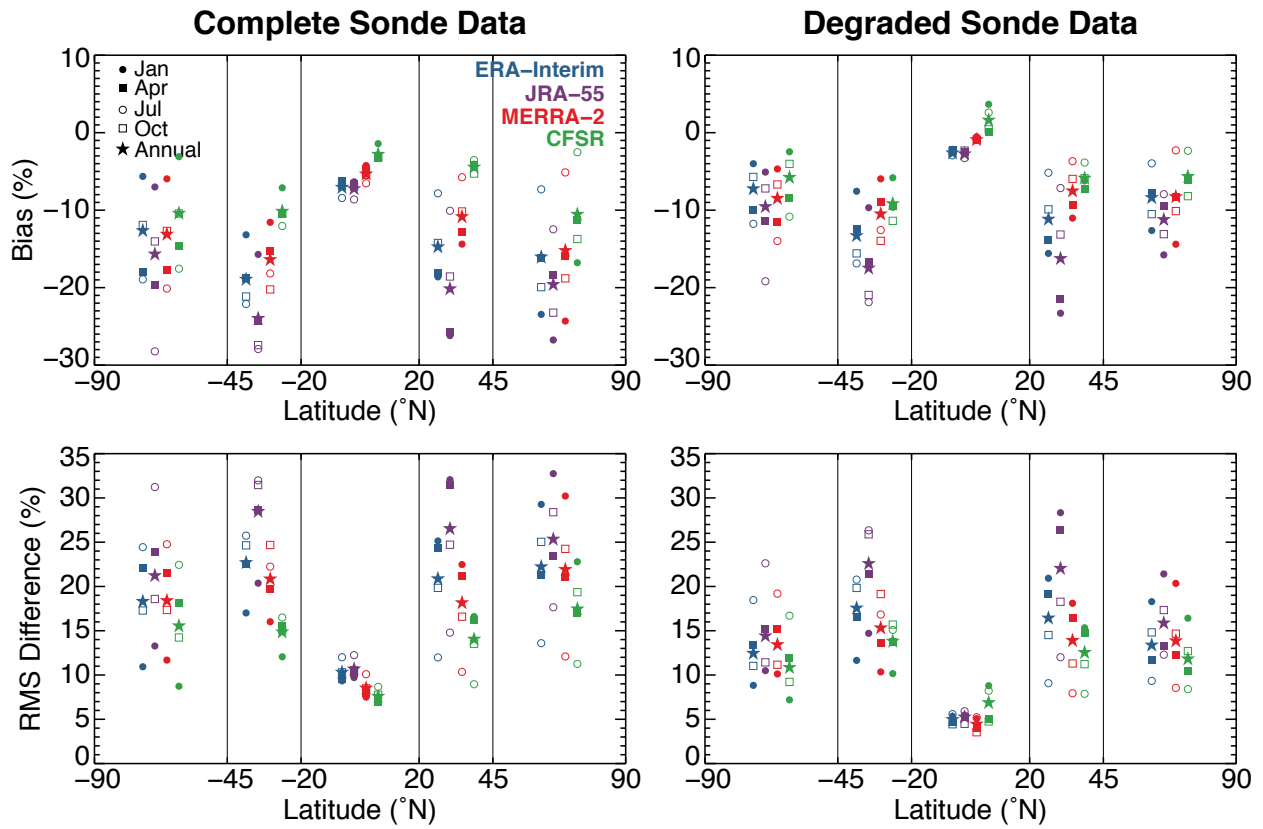 Complete Sonde Data
Degraded Sonde Data
10
0
−10
−20
−30
Bias (%)
Jan
Apr
Jul
Oct
Annual
ERA−Interim
JRA−55
MERRA−2
CFSR
−90
−45
−20
20
45
90
Latitude (˚N)
10
0
−10
−20
−30
Bias (%)
−90
−45
−20
20
45
90
Latitude (˚N)
35
30
25
20
15
10
5
0
RMS Difference (%)
−90
−45
−20
20
45
90
Latitude (˚N)
35
30
25
20
15
10
5
0
RMS Difference (%)
−90
−45
−20
20
45
90
Latitude (˚N)